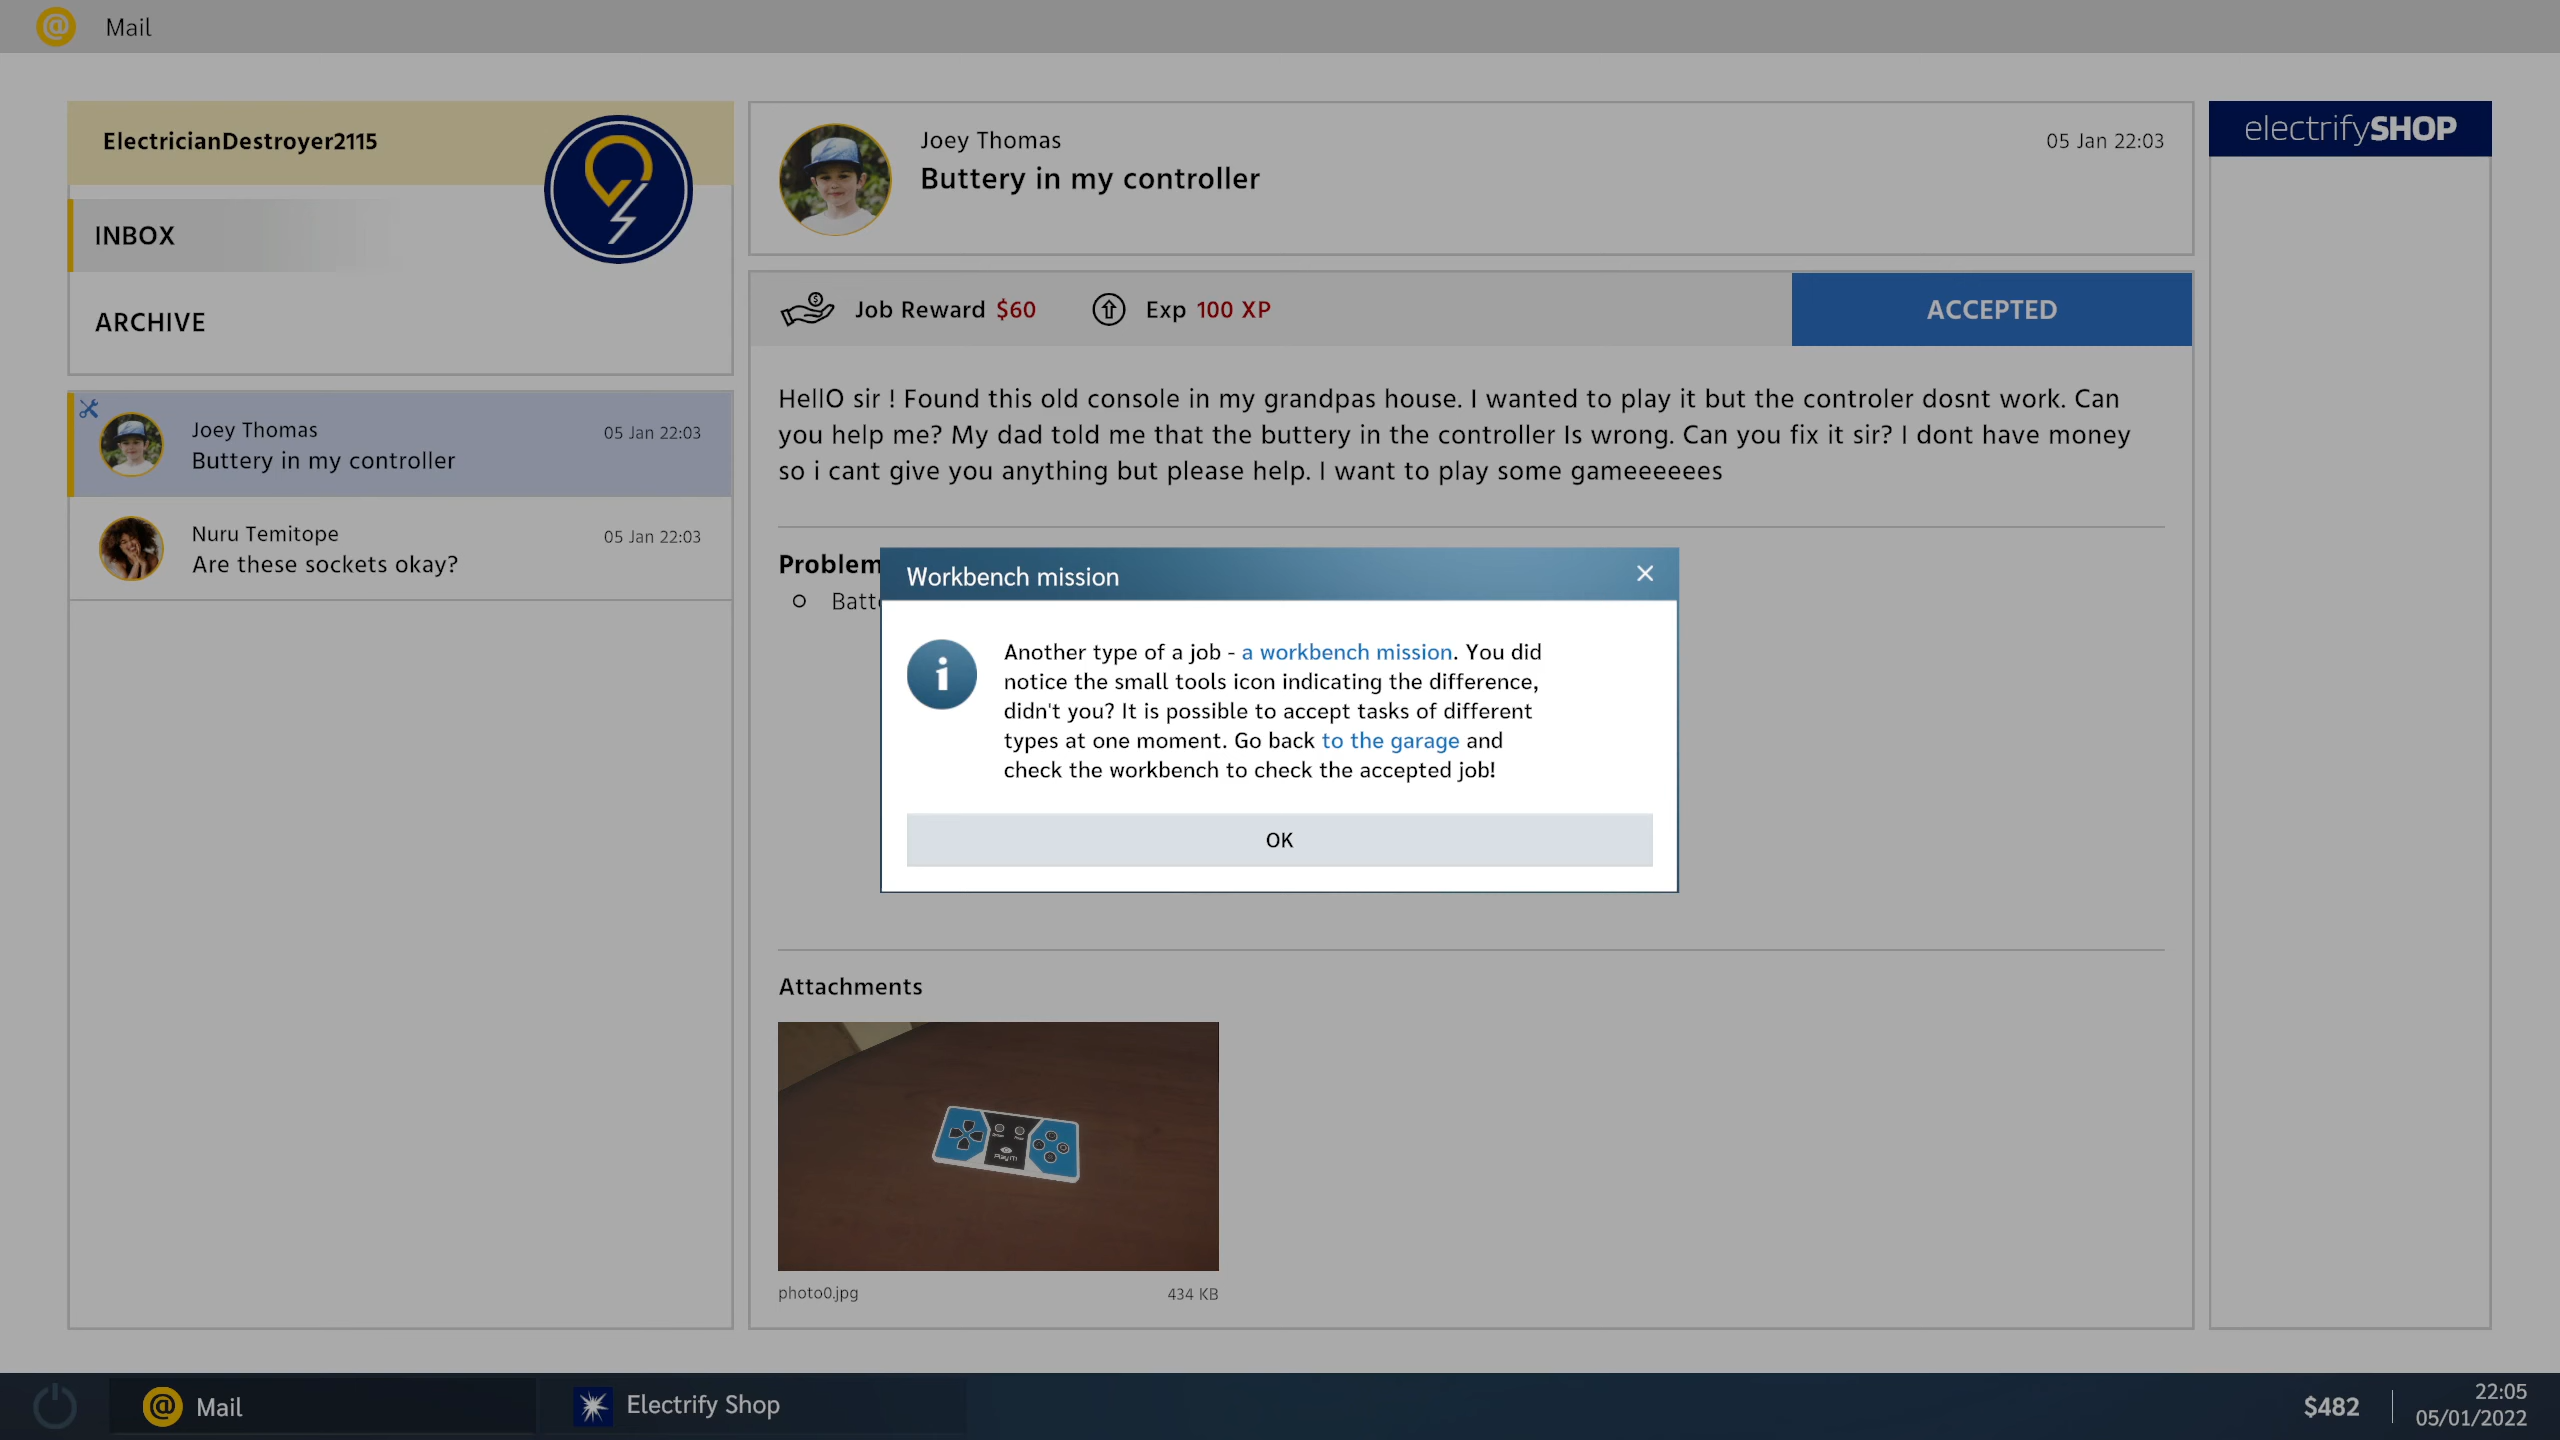 Mail
ElectricianDestroyer2115
INBOX
ARCHIVE
Joey Thomas
05 Jan 22:03
Buttery in my controller
Nuru Temitope
05 Jan 22:03
Are these sockets okay?
Joey Thomas
05 Jan 22:03
Buttery in my controller
Job Reward $60
Exp 100 XP
ACCEPTED
HellO sir ! Found this old console in my grandpas house. I wanted to play it but the controler dosnt work. Can
you help me? My dad told me that the buttery in the controller Is wrong. Can you fix it sir? I dont have money
so i cant give you anything but please help. I want to play some gameeeeees
Problem
Batt
Workbench mission
Another type of a job - a workbench mission. You did
notice the small tools icon indicating the difference,
didn't you? It is possible to accept tasks of different
types at one moment. Go back to the garage and
check the workbench to check the accepted job!
OK
Attachments
photo0.jpg
434 KB
electrifySHOP
Mail
Electrify Shop
$482
22:05
05/01/2022